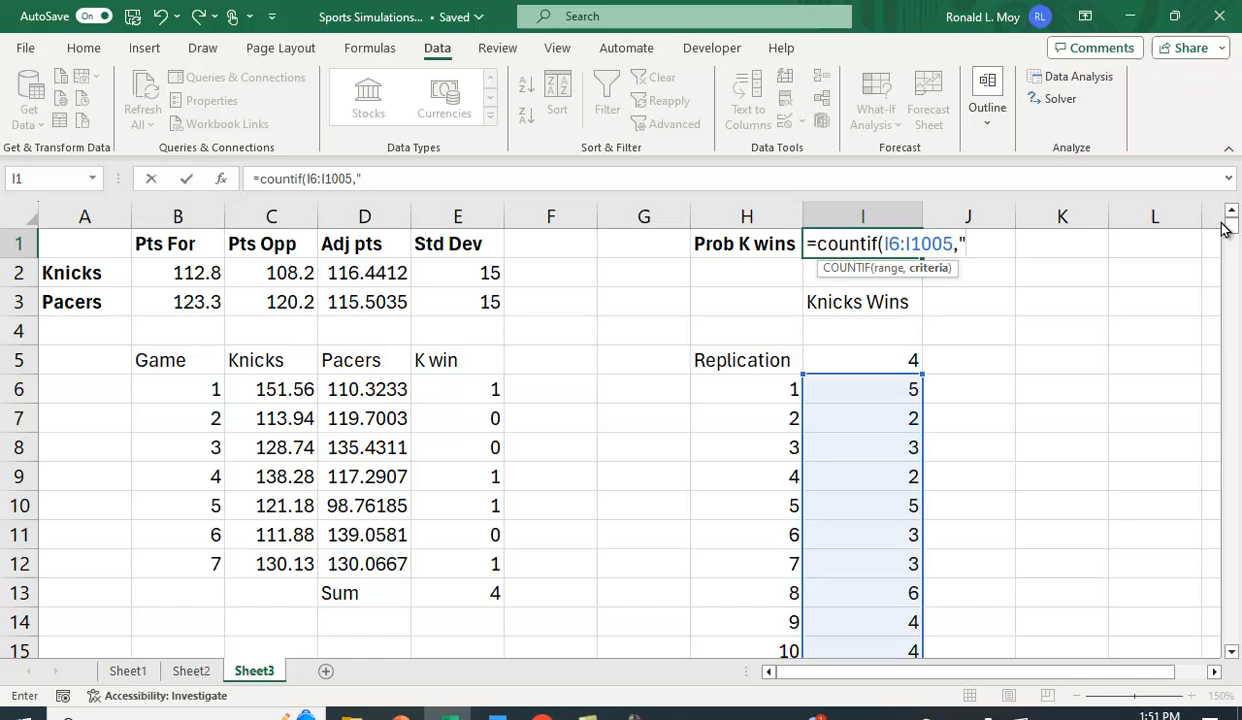 AutoSave On Sports Simulations... • Saved Search Ronald L. Moy RL
File Home Insert Draw Page Layout Formulas Data Review View Automate Developer Help Comments Share
Get Data Refresh All Queries & Connections Properties Workbook Links Stocks Currencies Sort Filter Clear Reapply Advanced Text to Columns What-If Analysis Forecast Sheet Outline Data Analysis Solver
Get & Transform Data Queries & Connections Data Types Sort & Filter Data Tools Forecast Analyze
I1 fx =countif(I6:I1005,"
A B C D E F G H I J K L
1 Pts For Pts Opp Adj pts Std Dev Prob K wins =countif(I6:I1005,"
COUNTIF(range, criteria)
2 Knicks 112.8 108.2 116.4412 15
3 Pacers 123.3 120.2 115.5035 15 Knicks Wins
4
5 Game Knicks Pacers K win Replication 4
6 1 151.56 110.3233 1 1 5
7 2 113.94 119.7003 0 2 2
8 3 128.74 135.4311 0 3 3
9 4 138.28 117.2907 1 4 2
10 5 121.18 98.76185 1 5 5
11 6 111.88 139.0581 0 6 3
12 7 130.13 130.0667 1 7 3
13 Sum 4 8 6
14 9 4
15 10 4
Sheet1 Sheet2 Sheet3
Enter Accessibility: Investigate 150%
1:51 PM